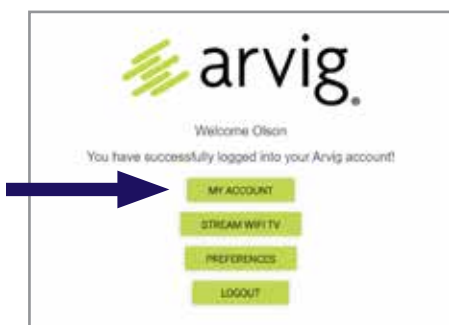 arvig®
Welcome Olson
You have successfully logged into your Arvig account!
MY ACCOUNT
STREAM WIFI TV
PREFERENCES
LOGOUT